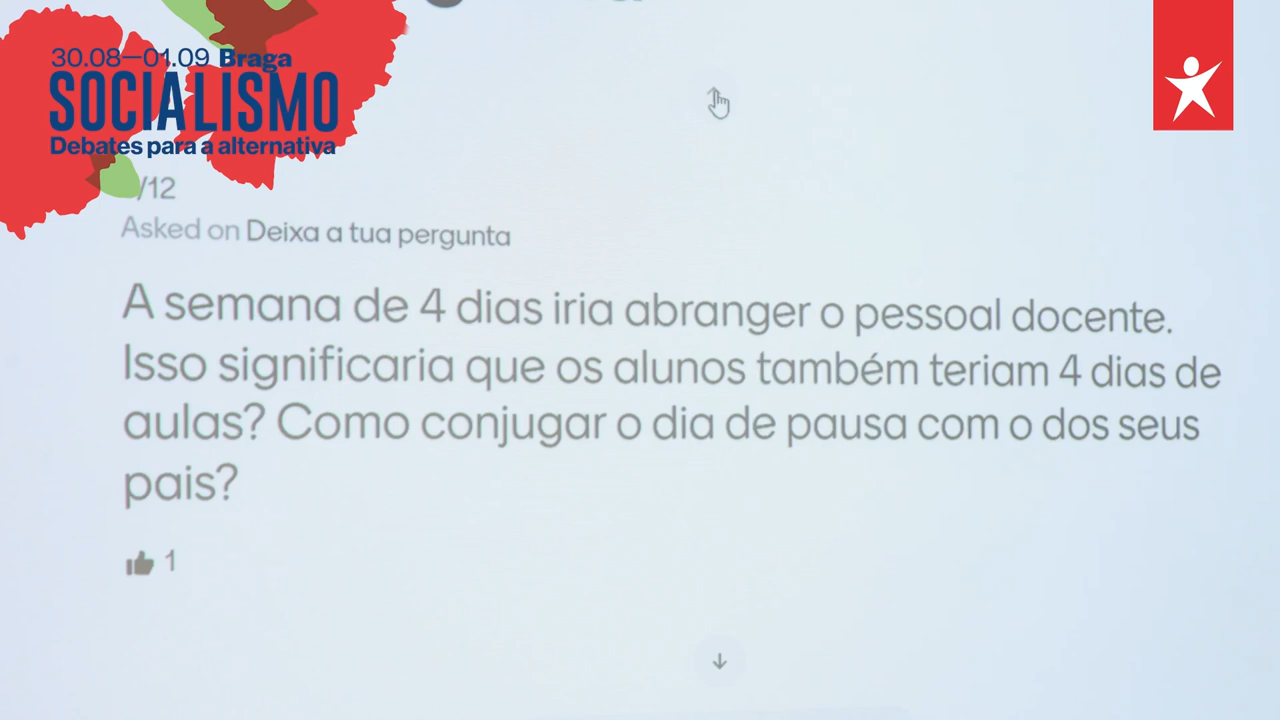 30.08—01.09 Braga
SOCIALISMO
Debates para a alternativa
/12
Asked on Deixa a tua pergunta
A semana de 4 dias iria abranger o pessoal docente.
Isso significaria que os alunos também teriam 4 dias de
aulas? Como conjugar o dia de pausa com o dos seus
pais?
1